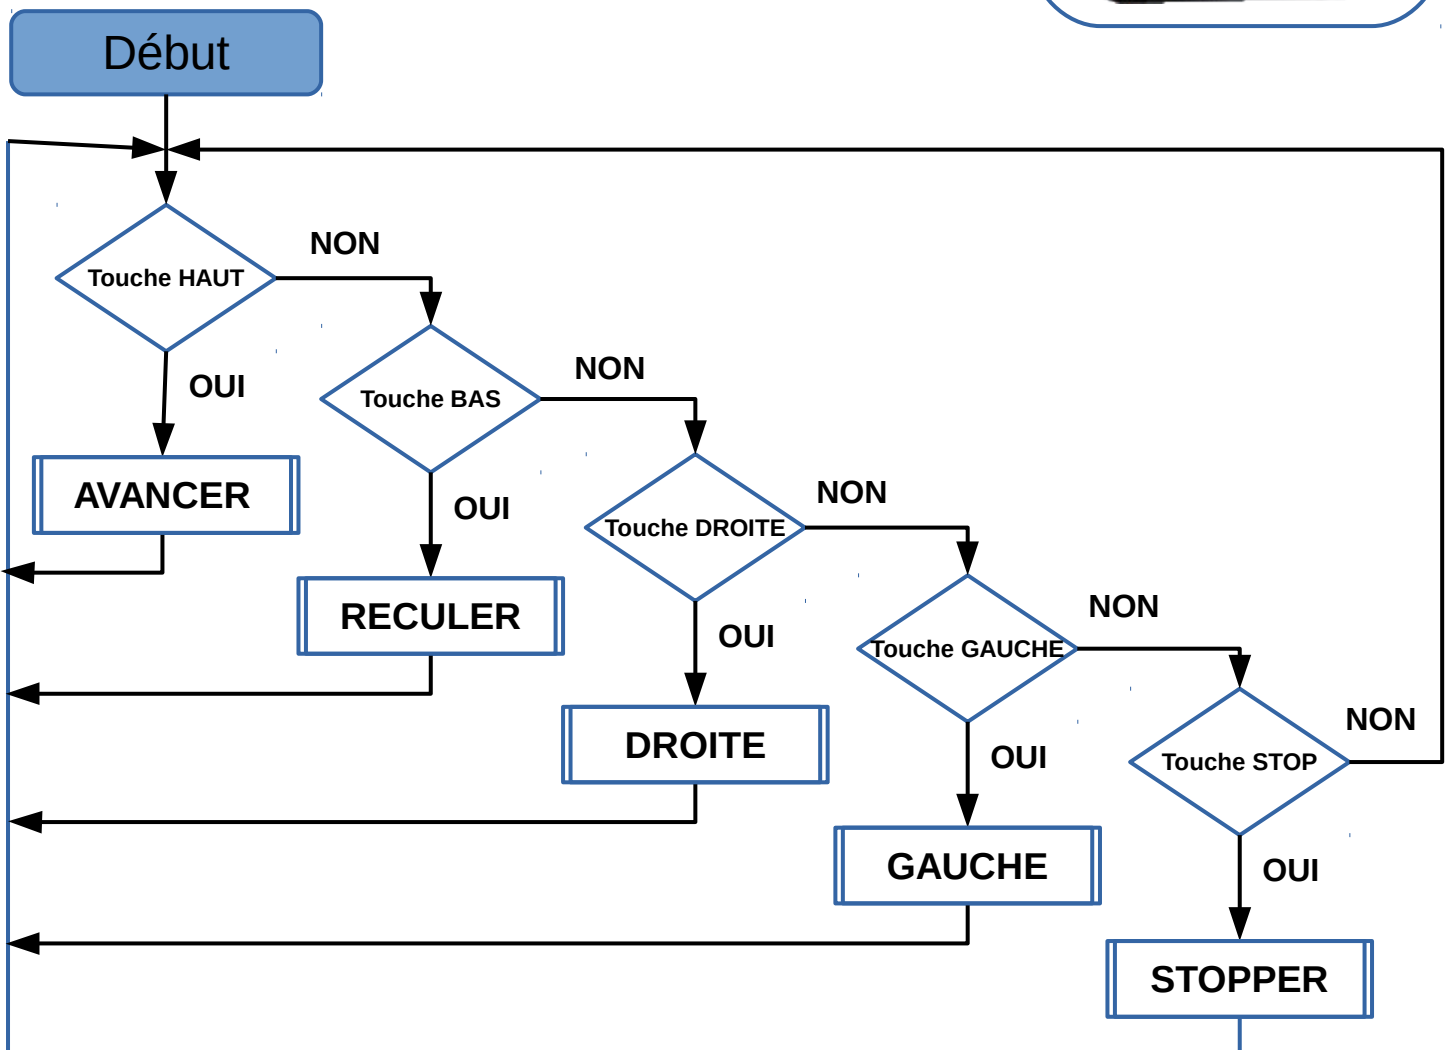 Début
Touche HAUT
NON
OUI
AVANCER
Touche BAS
NON
OUI
RECULER
Touche DROITE
NON
OUI
DROITE
Touche GAUCHE
NON
OUI
GAUCHE
Touche STOP
NON
OUI
STOPPER